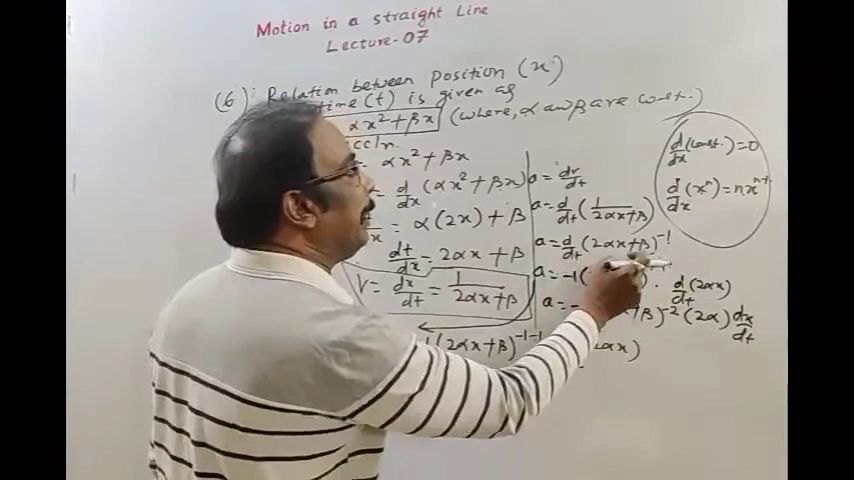 Motion in a straight Line
Lecture-07
(6): Relation between position (x)
time (t) is given as
αx² + βx (where, α and β are const.)
ccln.
= αx² + βx
= d/dx (αx² + βx)
= α(2x) + β
dt/dx = 2αx + β
V = dx/dt = 1/(2αx+β)
a = dv/dt
a = d/dt (1/(2αx+β))
a = d/dt (2αx+β)⁻¹
a = -1( . d/dt (2αx)
a = - +β)⁻² (2α) dx/dt
(2αx+β)⁻¹⁻¹ 2αx)
d/dx (const.) = 0
d/dx (xⁿ) = nxⁿ⁻¹